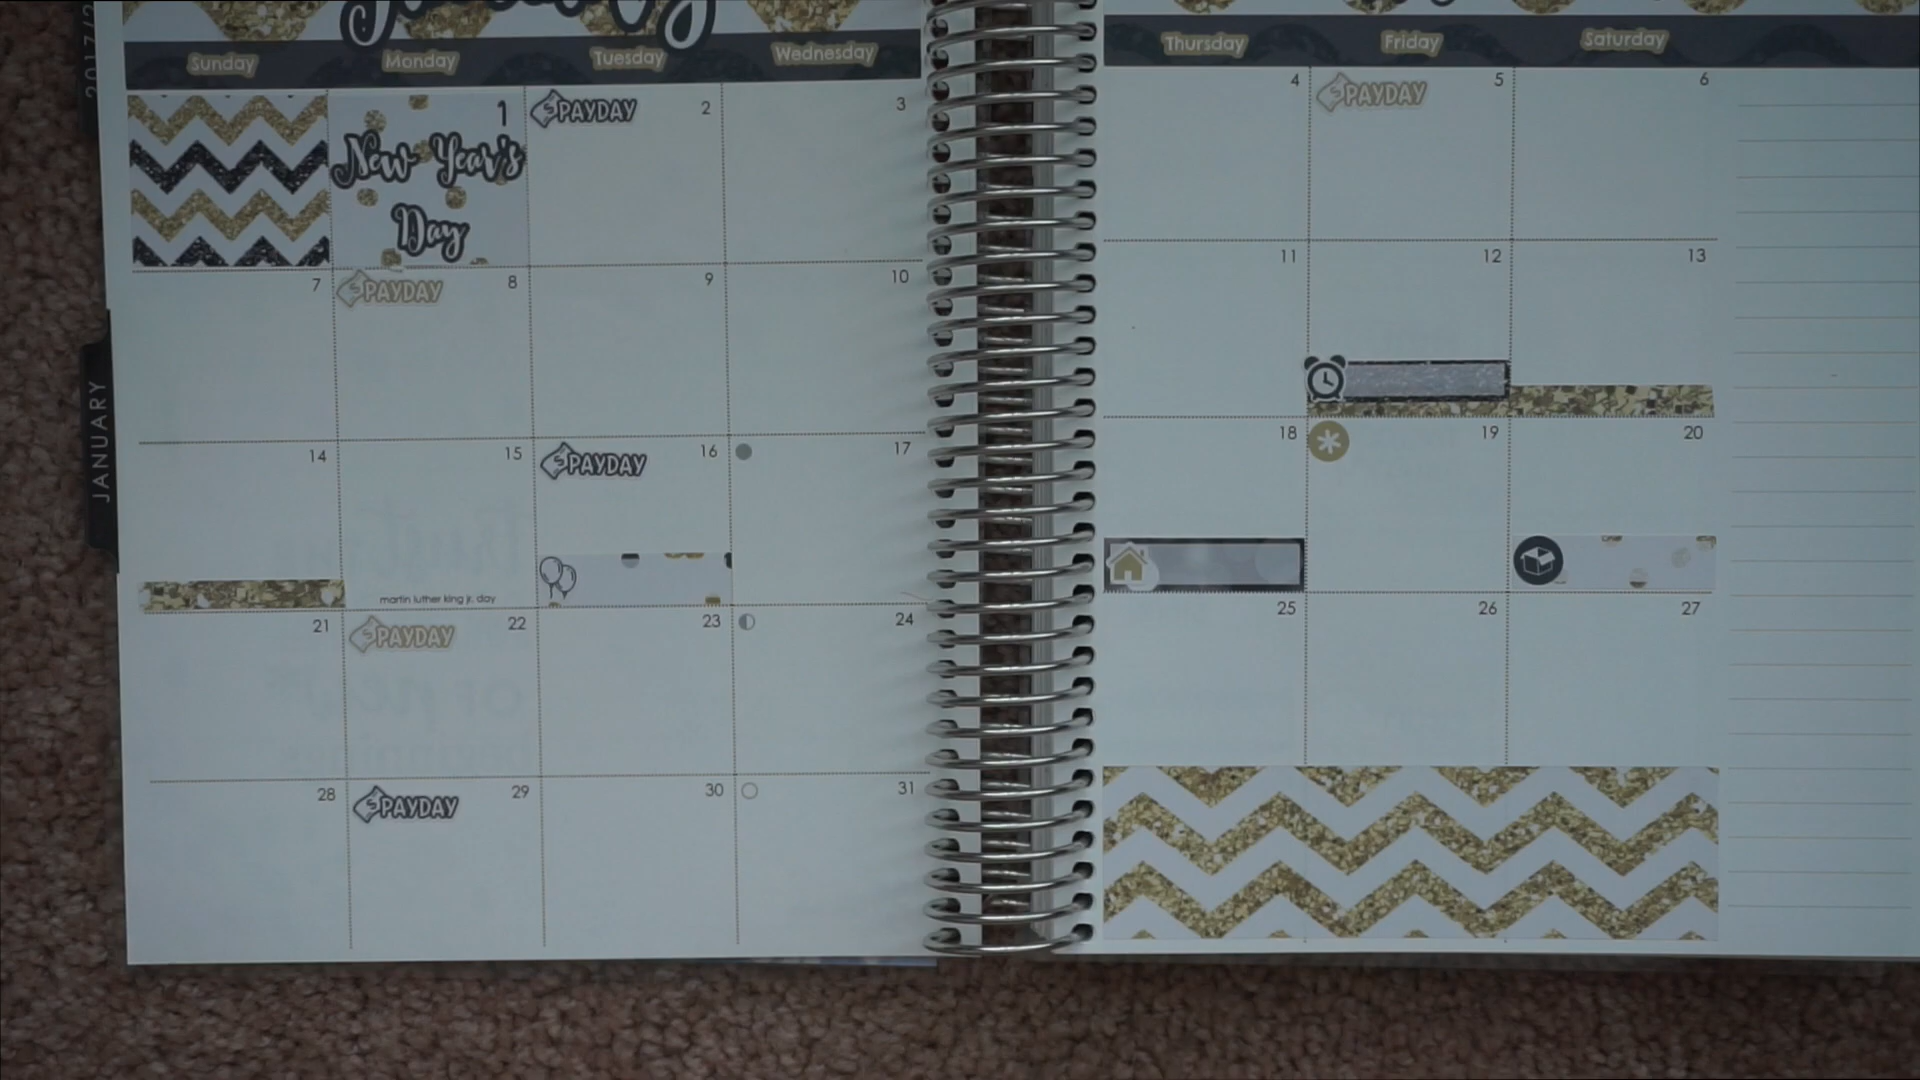 Sunday Monday Tuesday Wednesday Thursday Friday Saturday
1 PAYDAY 2 3 4 PAYDAY 5 6
New Year's
Day
7 PAYDAY 8 9 10 11 12 13
14 15 PAYDAY 16 17 18 19 20
martin luther king jr. day
21 PAYDAY 22 23 24 25 26 27
28 PAYDAY 29 30 31
JANUARY